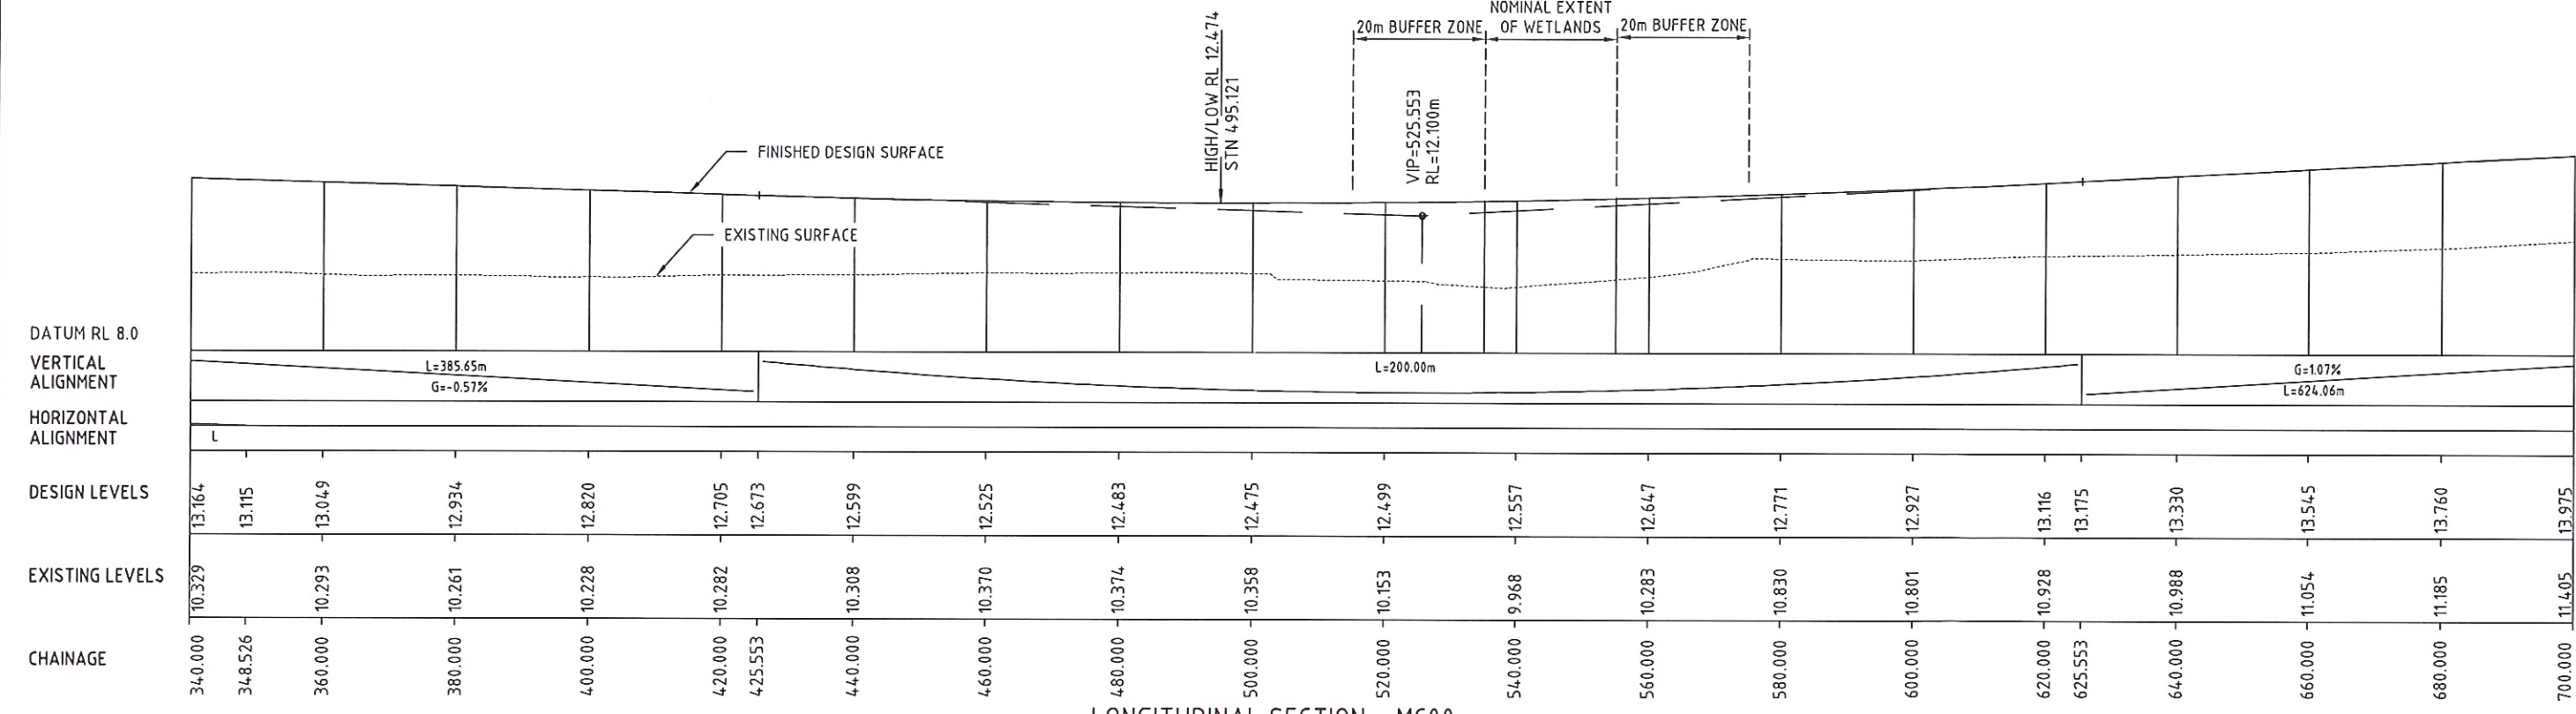 NOMINAL EXTENT
20m BUFFER ZONE OF WETLANDS 20m BUFFER ZONE
HIGH/LOW RL 12.474
STN 495.121
VIP=525.553
RL=12.100m
FINISHED DESIGN SURFACE
EXISTING SURFACE
DATUM RL 8.0
VERTICAL
ALIGNMENT
L=385.65m
G=-0.57%
L=200.00m
G=1.07%
L=624.06m
HORIZONTAL
ALIGNMENT
L
DESIGN LEVELS 13.164 13.115 13.049 12.934 12.820 12.705 12.673 12.599 12.525 12.483 12.475 12.499 12.557 12.647 12.771 12.927 13.116 13.175 13.330 13.545 13.760 13.975
EXISTING LEVELS 10.329 10.293 10.261 10.228 10.282 10.308 10.370 10.374 10.358 10.153 9.968 10.283 10.830 10.801 10.928 10.988 11.054 11.185 11.405
CHAINAGE 340.000 348.526 360.000 380.000 400.000 420.000 425.553 440.000 460.000 480.000 500.000 520.000 540.000 560.000 580.000 600.000 620.000 625.553 640.000 660.000 680.000 700.000
LONGITUDINAL SECTION - MC00